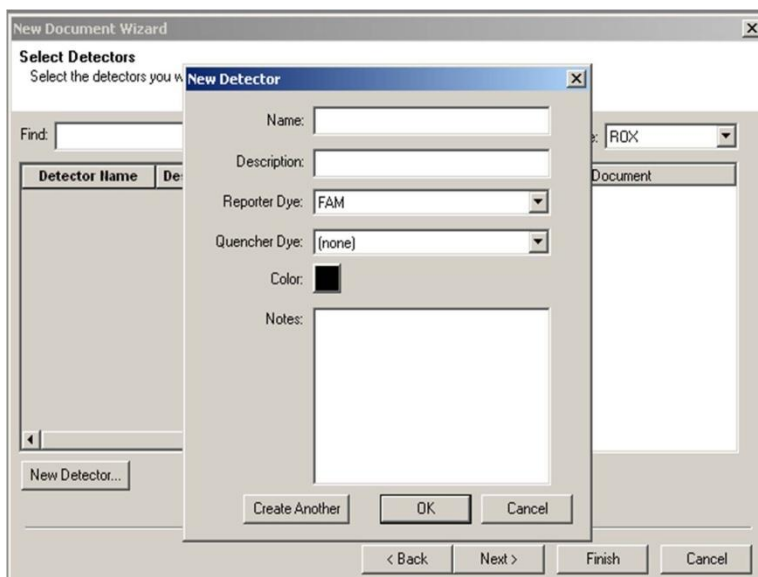 New Document Wizard
Select Detectors
Select the detectors you w
New Detector
Name:
Find:
e: ROX
Description:
Detector Name Des Document
Reporter Dye: FAM
Quencher Dye: (none)
Color:
Notes:
New Detector...
Create Another OK Cancel
< Back Next > Finish Cancel